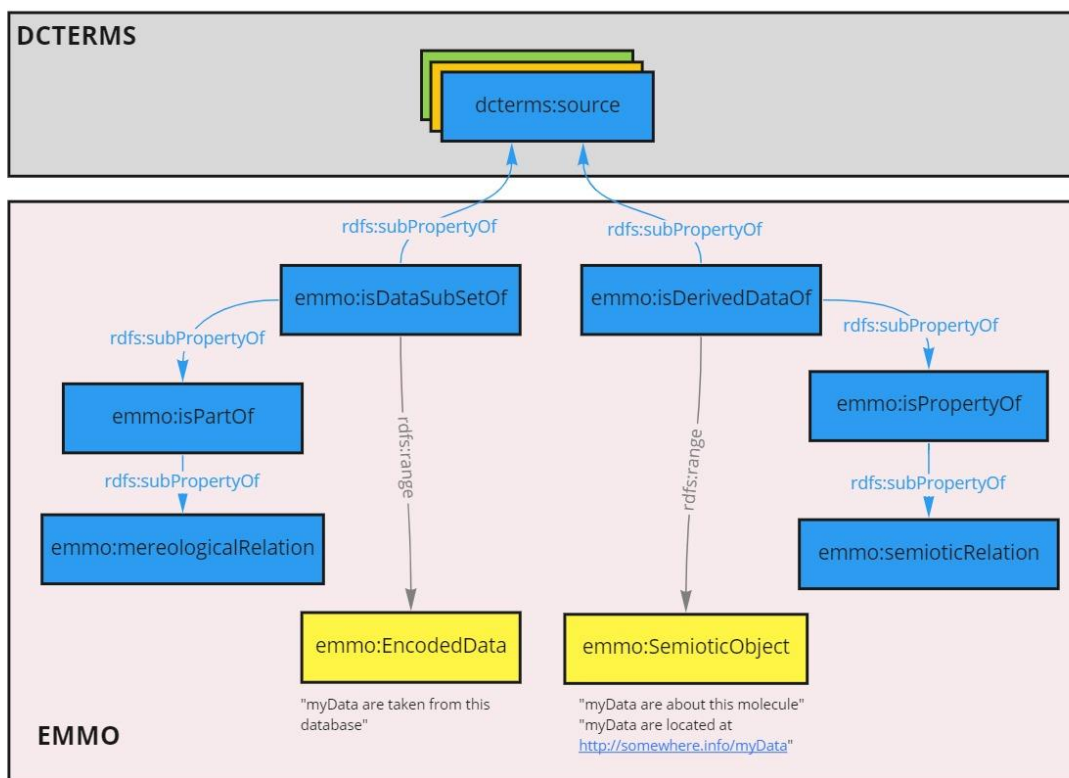 DCTERMS
dcterms:source
rdfs:subPropertyOf
rdfs:subPropertyOf
emmo:isDataSubSetOf
emmo:isDerivedDataOf
rdfs:subPropertyOf
rdfs:subPropertyOf
emmo:isPartOf
emmo:isPropertyOf
rdfs:range
rdfs:range
rdfs:subPropertyOf
rdfs:subPropertyOf
emmo:mereologicalRelation
emmo:semioticRelation
emmo:EncodedData
emmo:SemioticObject
"myData are taken from this
database"
"myData are about this molecule"
"myData are located at
http://somewhere.info/myData"
EMMO